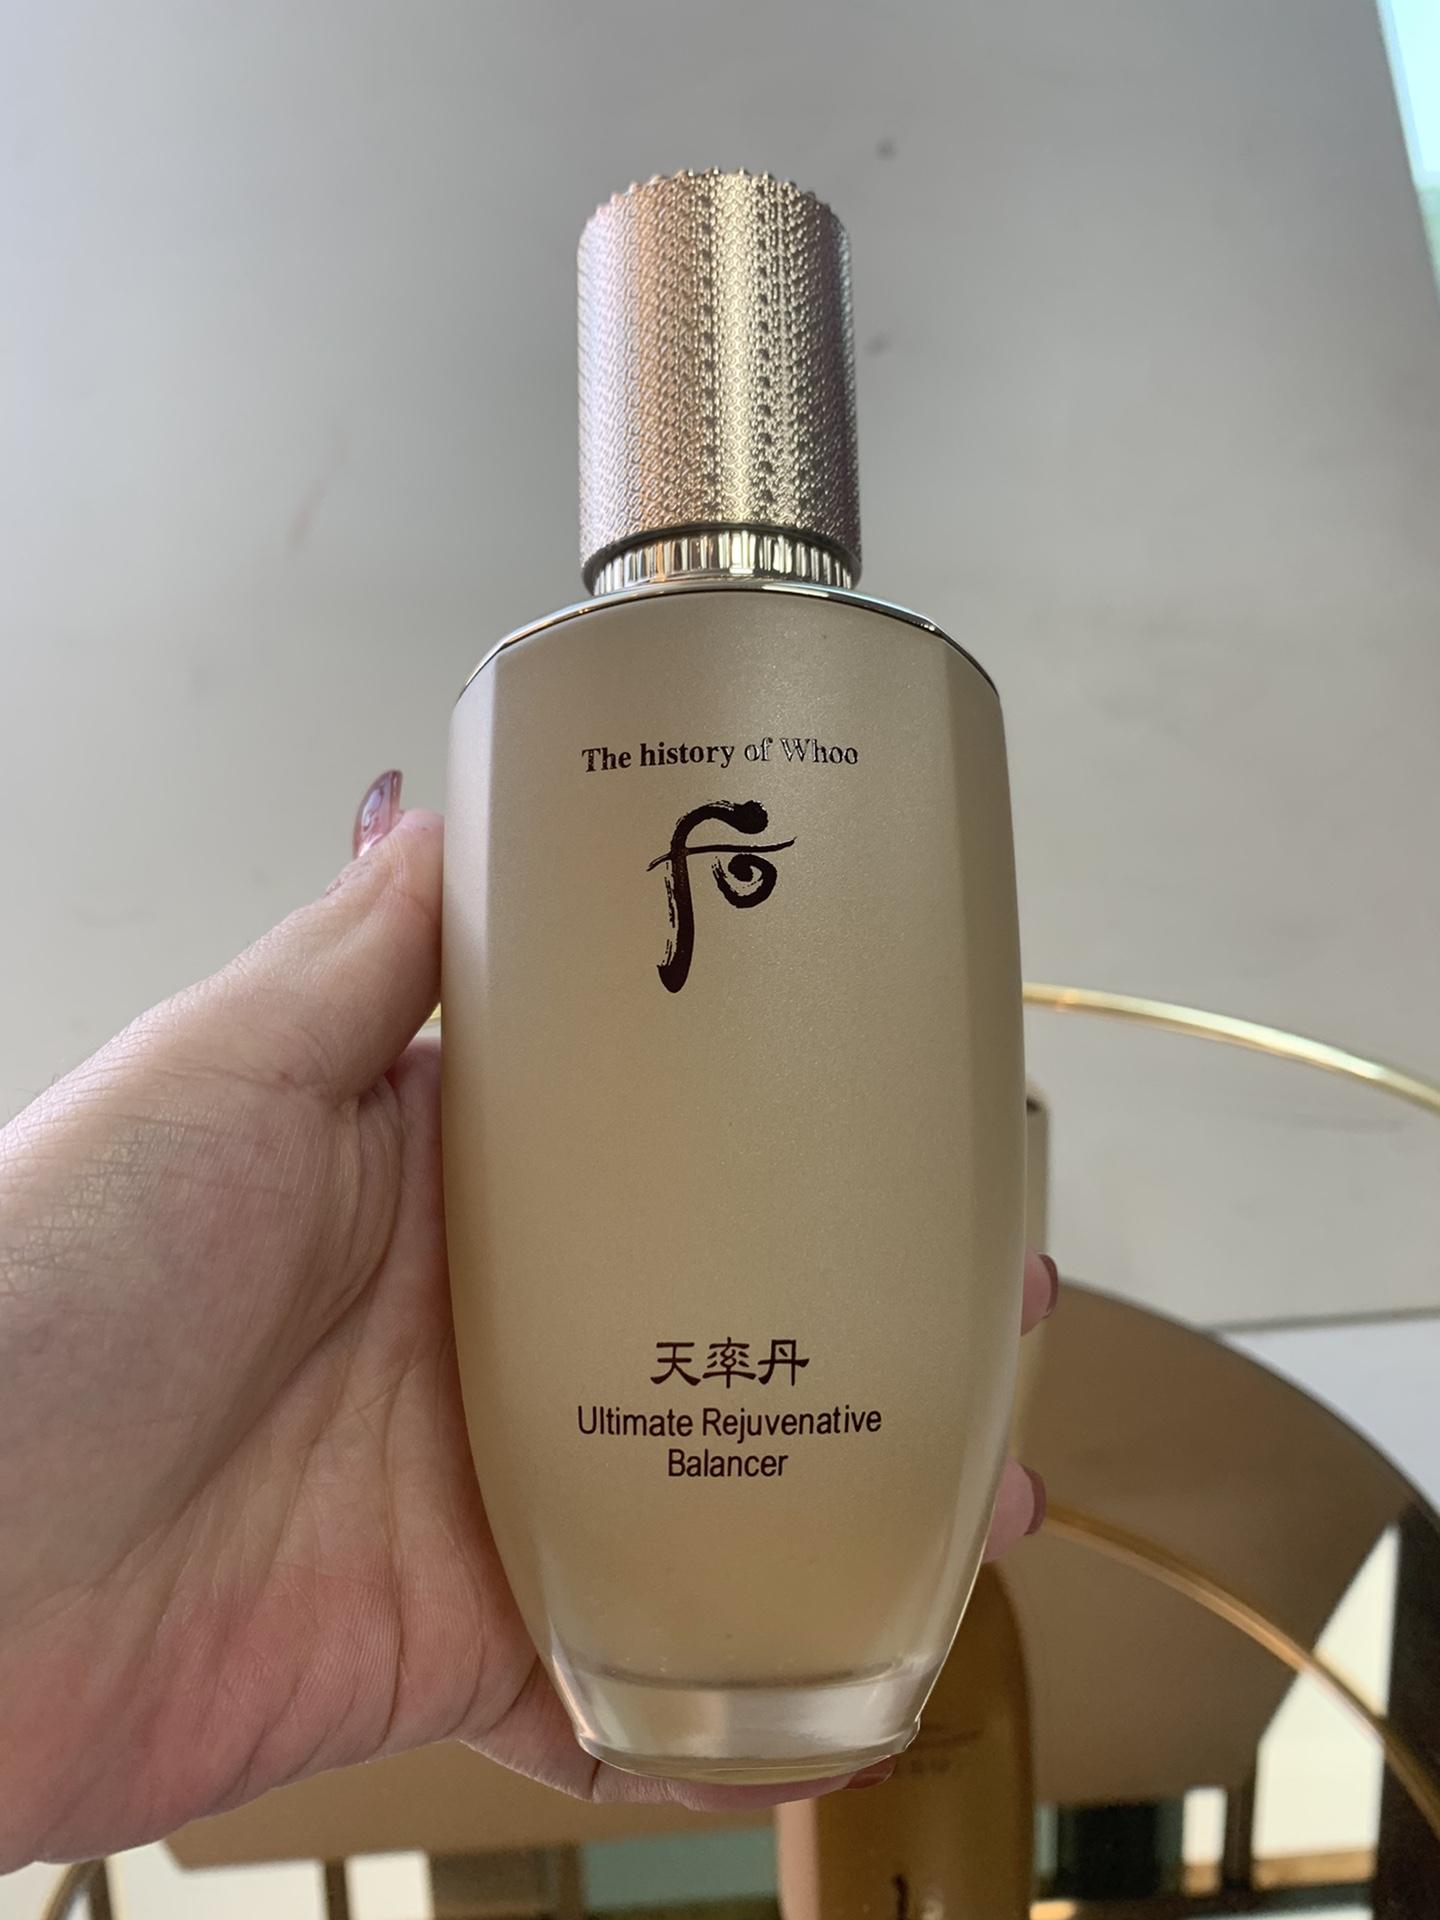 The history of Whoo
天率丹
Ultimate Rejuvenative
Balancer